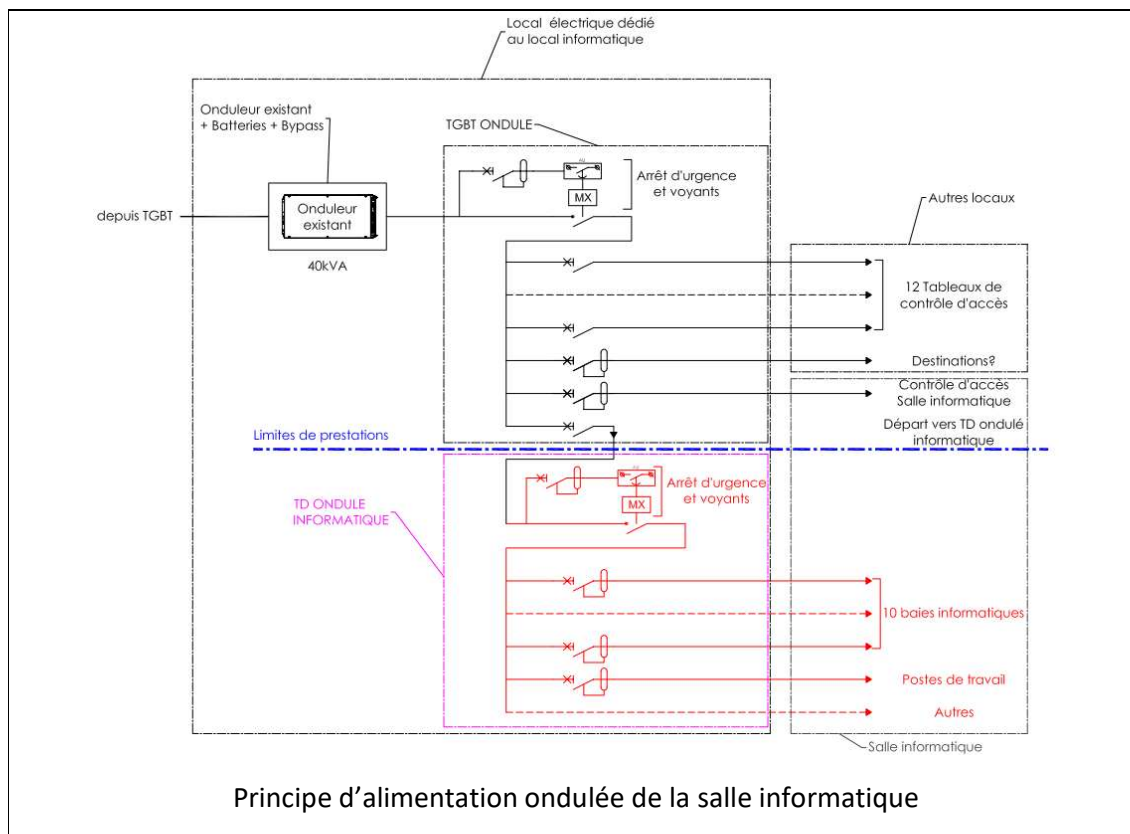 Local électrique dédié
au local informatique
Onduleur existant
+ Batteries + Bypass
TGBT ONDULE
AU
Arrêt d'urgence
et voyants
MX
depuis TGBT
Onduleur
existant
40kVA
Autres locaux
12 Tableaux de
contrôle d'accès
Destinations?
Contrôle d'accès
Salle informatique
Départ vers TD ondulé
informatique
Limites de prestations
AU
Arrêt d'urgence
et voyants
MX
TD ONDULE
INFORMATIQUE
10 baies informatiques
Postes de travail
Autres
Salle informatique
Principe d’alimentation ondulée de la salle informatique